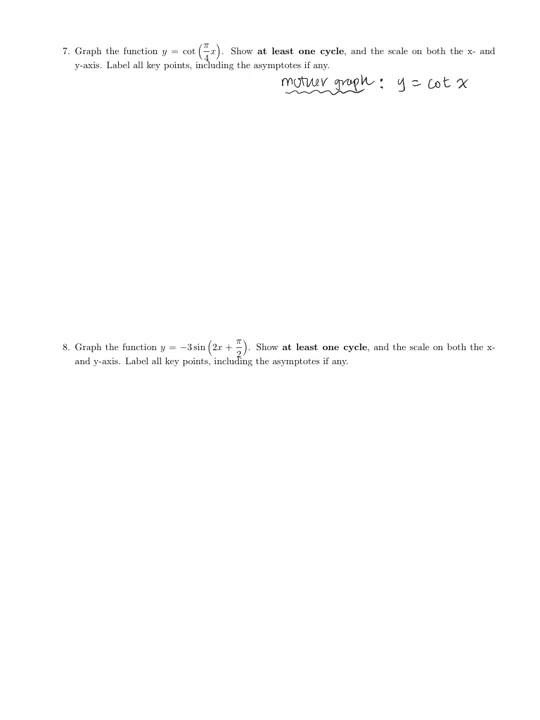 7. Graph the function y = cot (π/4 x). Show at least one cycle, and the scale on both the x- and
y-axis. Label all key points, including the asymptotes if any.
mother graph : y = cot x
8. Graph the function y = −3 sin (2x + π/2). Show at least one cycle, and the scale on both the x-
and y-axis. Label all key points, including the asymptotes if any.